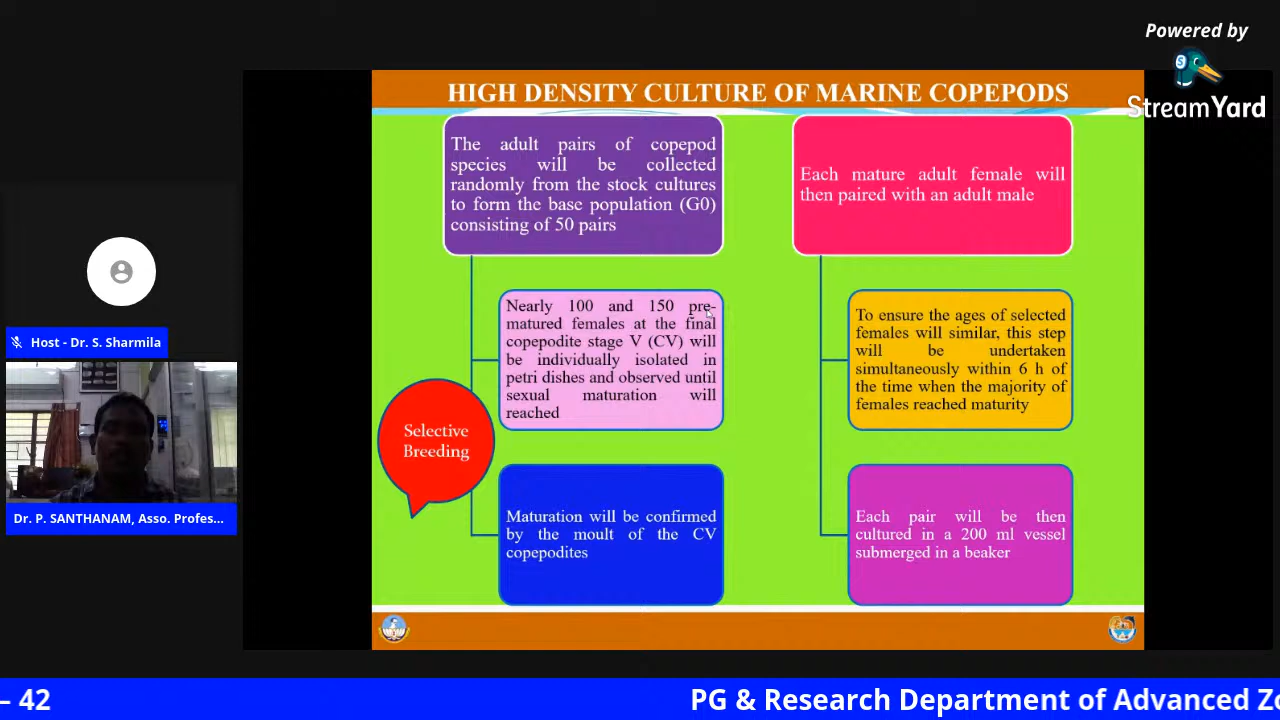 Powered by
StreamYard
HIGH DENSITY CULTURE OF MARINE COPEPODS
The adult pairs of copepod
species will be collected
randomly from the stock cultures
to form the base population (G0)
consisting of 50 pairs
Nearly 100 and 150 pre-
matured females at the final
copepodite stage V (CV) will
be individually isolated in
petri dishes and observed until
sexual maturation will
reached
Selective
Breeding
Maturation will be confirmed
by the moult of the CV
copepodites
Each mature adult female will
then paired with an adult male
To ensure the ages of selected
females will similar, this step
will be undertaken
simultaneously within 6 h of
the time when the majority of
females reached maturity
Each pair will be then
cultured in a 200 ml vessel
submerged in a beaker
Host - Dr. S. Sharmila
Dr. P. SANTHANAM, Asso. Profes...
– 42
PG & Research Department of Advanced Zo